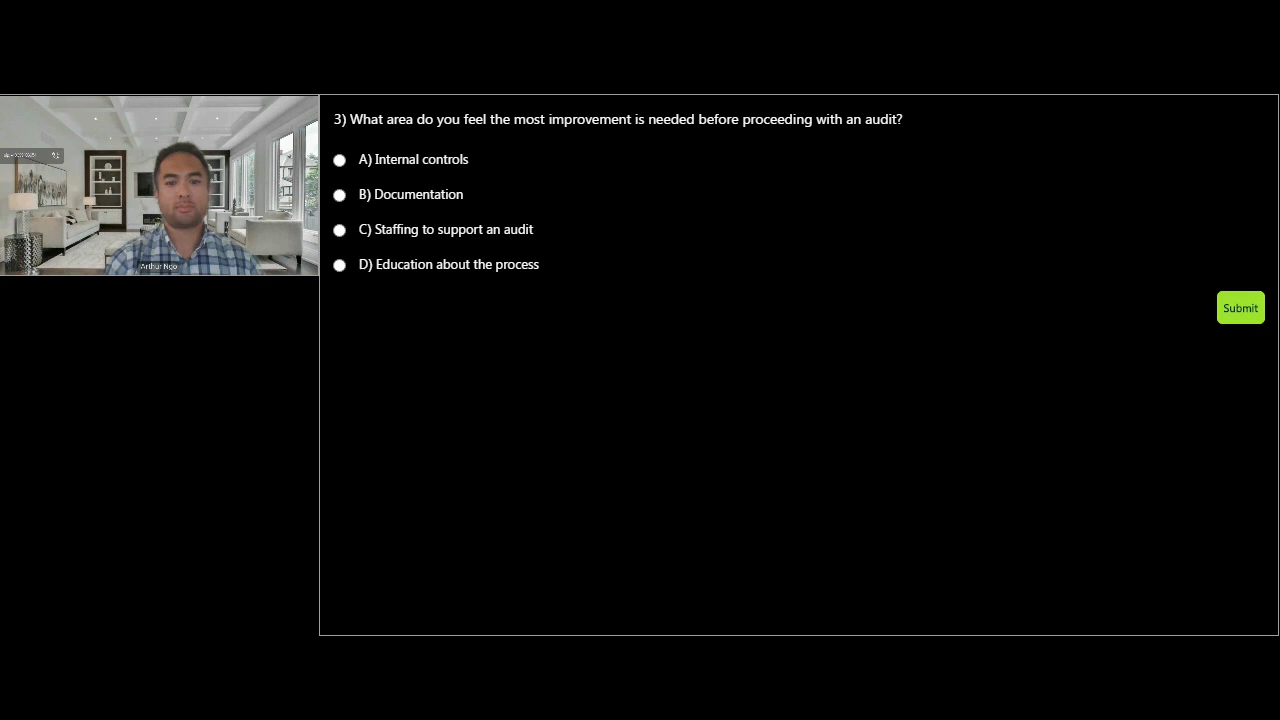 3) What area do you feel the most improvement is needed before proceeding with an audit?
A) Internal controls
B) Documentation
C) Staffing to support an audit
D) Education about the process
Submit
Arthur Ngo